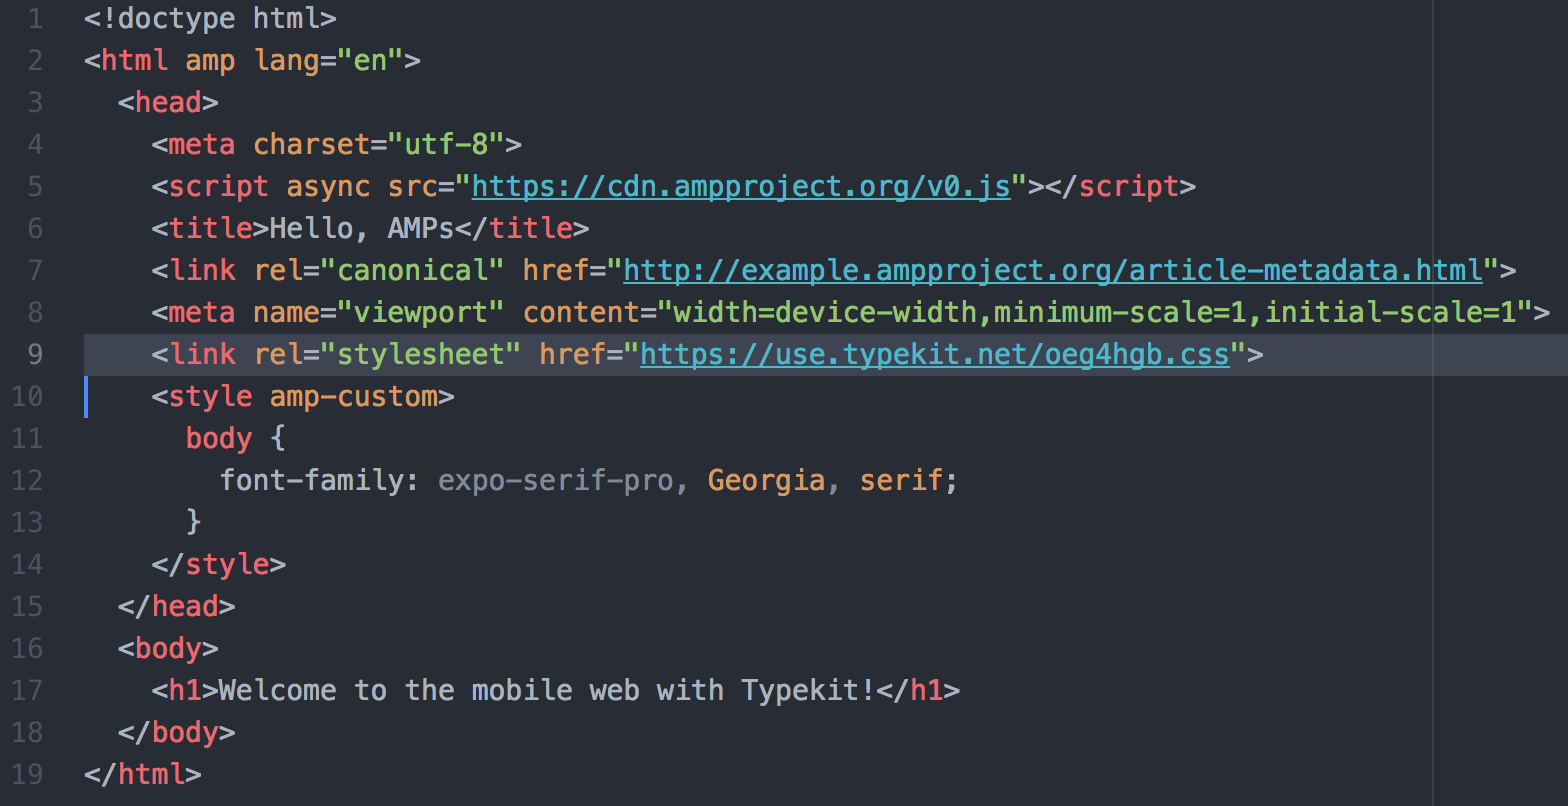 1 <!doctype html>
2 <html amp lang="en">
3   <head>
4     <meta charset="utf-8">
5     <script async src="https://cdn.ampproject.org/v0.js"></script>
6     <title>Hello, AMPs</title>
7     <link rel="canonical" href="http://example.ampproject.org/article-metadata.html">
8     <meta name="viewport" content="width=device-width,minimum-scale=1,initial-scale=1">
9     <link rel="stylesheet" href="https://use.typekit.net/oeg4hgb.css">
10     <style amp-custom>
11       body {
12         font-family: expo-serif-pro, Georgia, serif;
13       }
14     </style>
15   </head>
16   <body>
17     <h1>Welcome to the mobile web with Typekit!</h1>
18   </body>
19 </html>